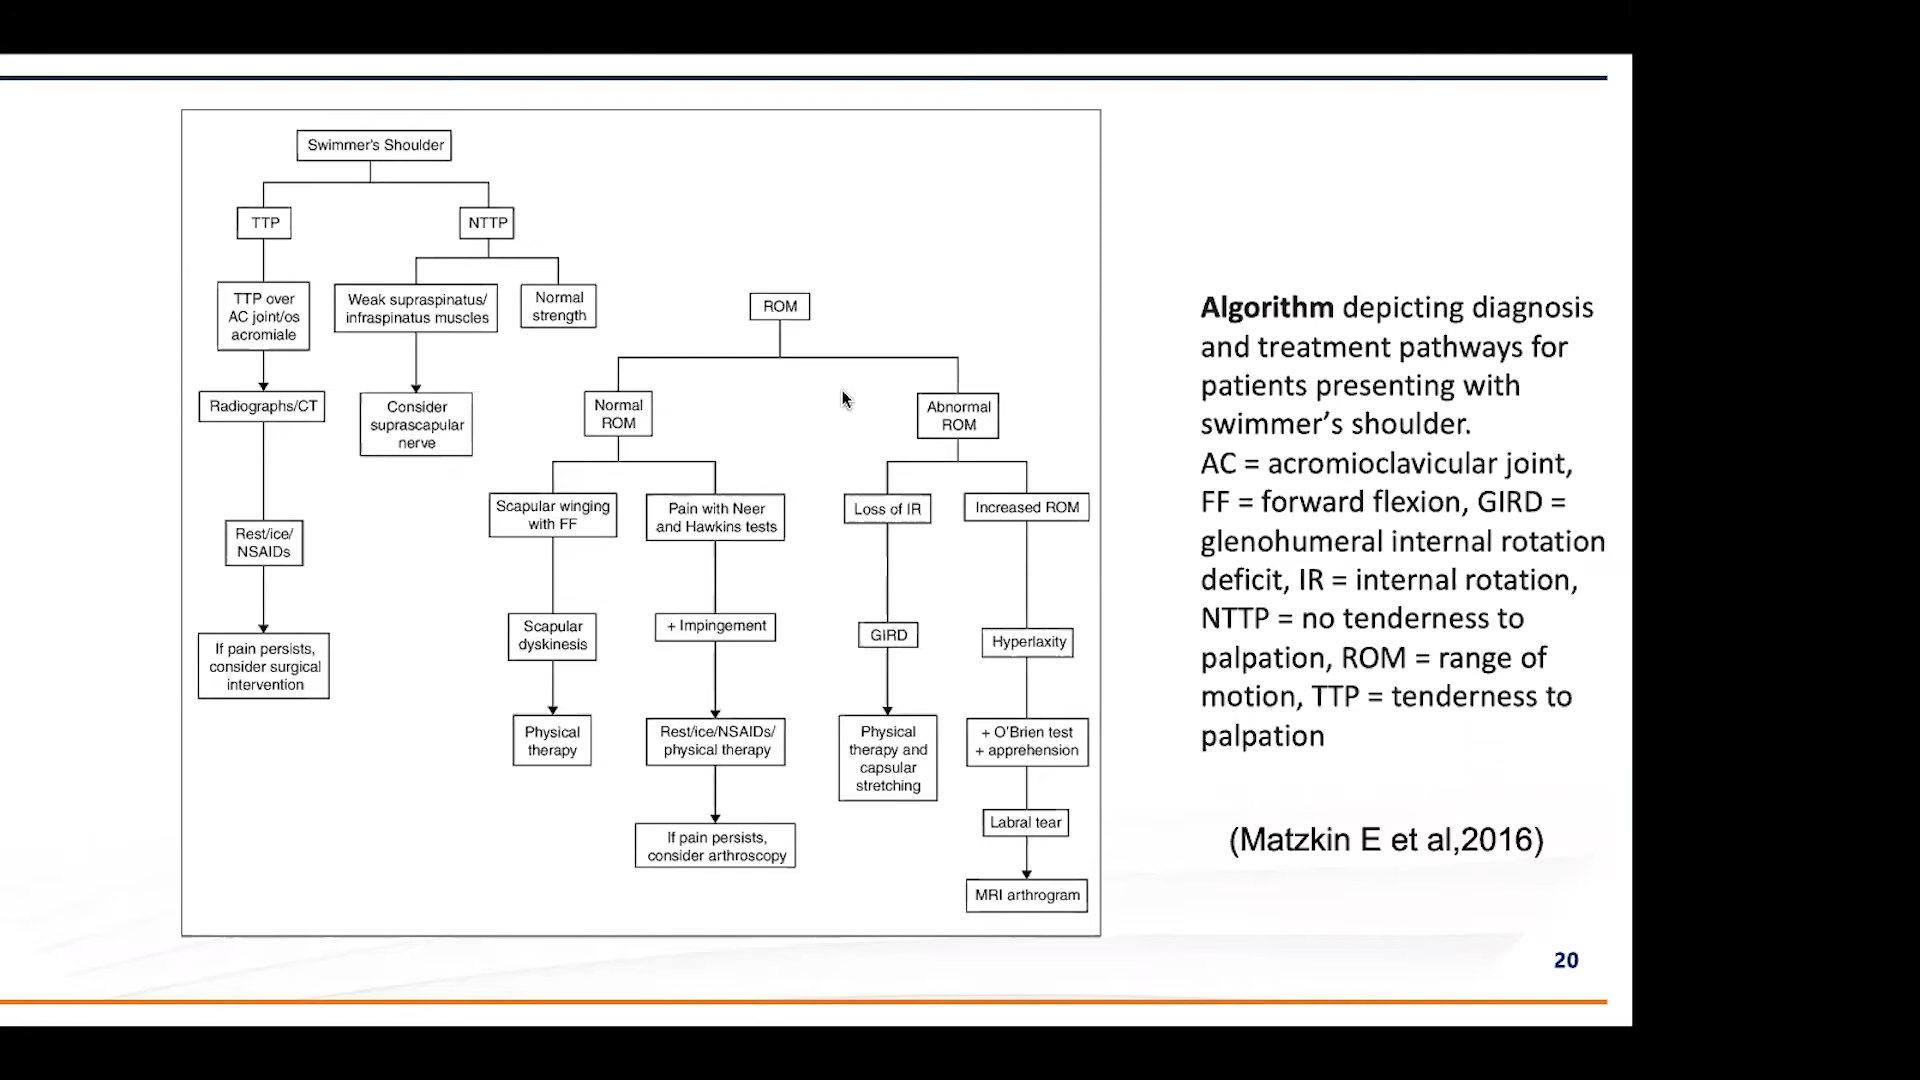 Swimmer's Shoulder
TTP
NTTP
TTP over
AC joint/os
acromiale
Weak supraspinatus/
infraspinatus muscles
Normal
strength
Radiographs/CT
Consider
suprascapular
nerve
Rest/ice/
NSAIDs
If pain persists,
consider surgical
intervention
ROM
Normal
ROM
Abnormal
ROM
Scapular winging
with FF
Pain with Neer
and Hawkins tests
Loss of IR
Increased ROM
Scapular
dyskinesis
+ Impingement
GIRD
Hyperlaxity
Physical
therapy
Rest/ice/NSAIDs/
physical therapy
Physical
therapy and
capsular
stretching
+ O'Brien test
+ apprehension
If pain persists,
consider arthroscopy
Labral tear
MRI arthrogram
Algorithm depicting diagnosis
and treatment pathways for
patients presenting with
swimmer's shoulder.
AC = acromioclavicular joint,
FF = forward flexion, GIRD =
glenohumeral internal rotation
deficit, IR = internal rotation,
NTTP = no tenderness to
palpation, ROM = range of
motion, TTP = tenderness to
palpation
(Matzkin E et al,2016)
20